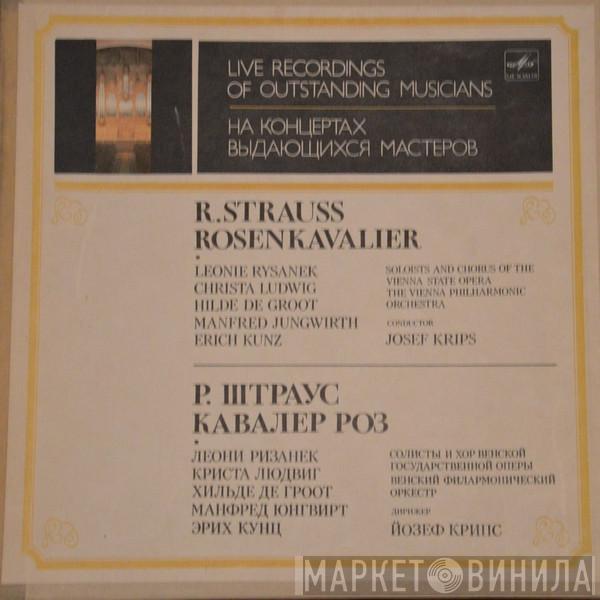 LIVE RECORDINGS
OF OUTSTANDING MUSICIANS
НА КОНЦЕРТАХ
ВЫДАЮЩИХСЯ МАСТЕРОВ
R. STRAUSS
ROSENKAVALIER
LEONIE RYSANEK
CHRISTA LUDWIG
HILDE DE GROOT
MANFRED JUNGWIRTH
ERICH KUNZ
SOLOISTS AND CHORUS OF THE
VIENNA STATE OPERA
THE VIENNA PHILHARMONIC
ORCHESTRA
CONDUCTOR
JOSEF KRIPS
Р. ШТРАУС
КАВАЛЕР РОЗ
ЛЕОНИ РИЗАНЕК
КРИСТА ЛЮДВИГ
ХИЛЬДЕ ДЕ ГРООТ
МАНФРЕД ЮНГВИРТ
ЭРИХ КУНЦ
СОЛИСТЫ И ХОР ВЕНСКОЙ
ГОСУДАРСТВЕННОЙ ОПЕРЫ
ВЕНСКИЙ ФИЛАРМОНИЧЕСКИЙ
ОРКЕСТР
ДИРИЖЕР
ЙОЗЕФ КРИПС
МАРКЕТ ВИНИЛА